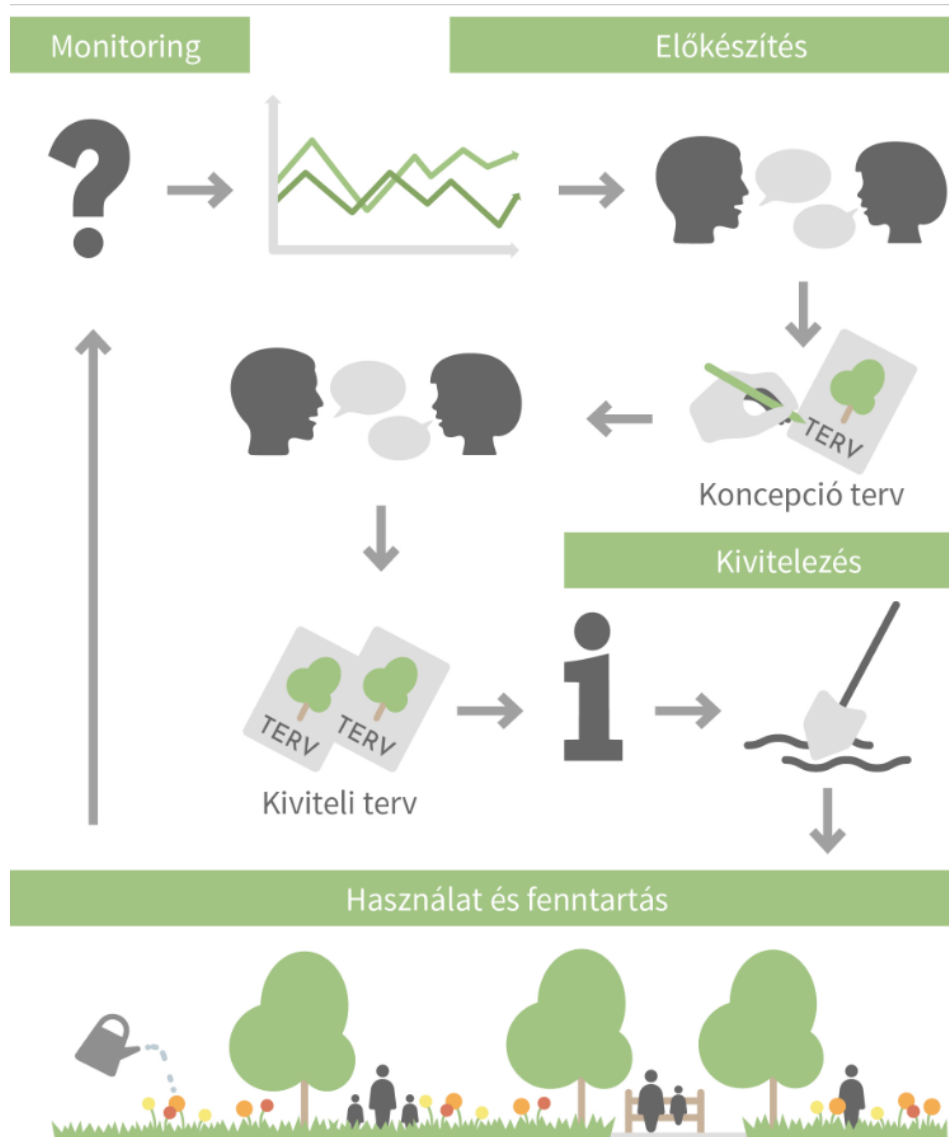 Monitoring
Előkészítés
TERV
Koncepció terv
Kivitelezés
TERV
TERV
Kiviteli terv
i
Használat és fenntartás